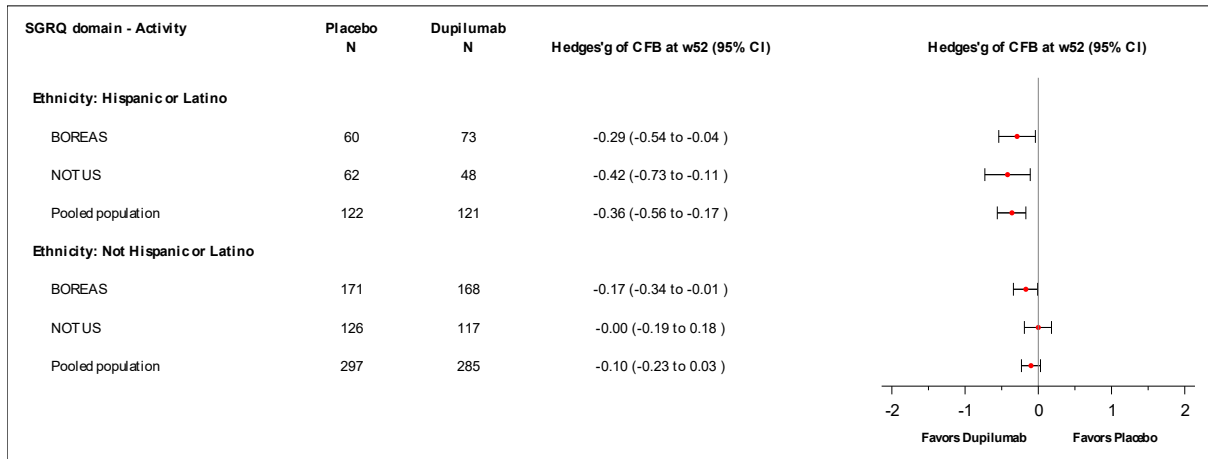 SGRQ domain - Activity Placebo Dupilumab
N N Hedges'g of CFB at w52 (95% CI) Hedges'g of CFB at w52 (95% CI)
Ethnicity: Hispanic or Latino
BOREAS 60 73 -0.29 (-0.54 to -0.04 )
NOTUS 62 48 -0.42 (-0.73 to -0.11 )
Pooled population 122 121 -0.36 (-0.56 to -0.17 )
Ethnicity: Not Hispanic or Latino
BOREAS 171 168 -0.17 (-0.34 to -0.01 )
NOTUS 126 117 -0.00 (-0.19 to 0.18 )
Pooled population 297 285 -0.10 (-0.23 to 0.03 )
-2 -1 0 1 2
Favors Dupilumab Favors Placebo